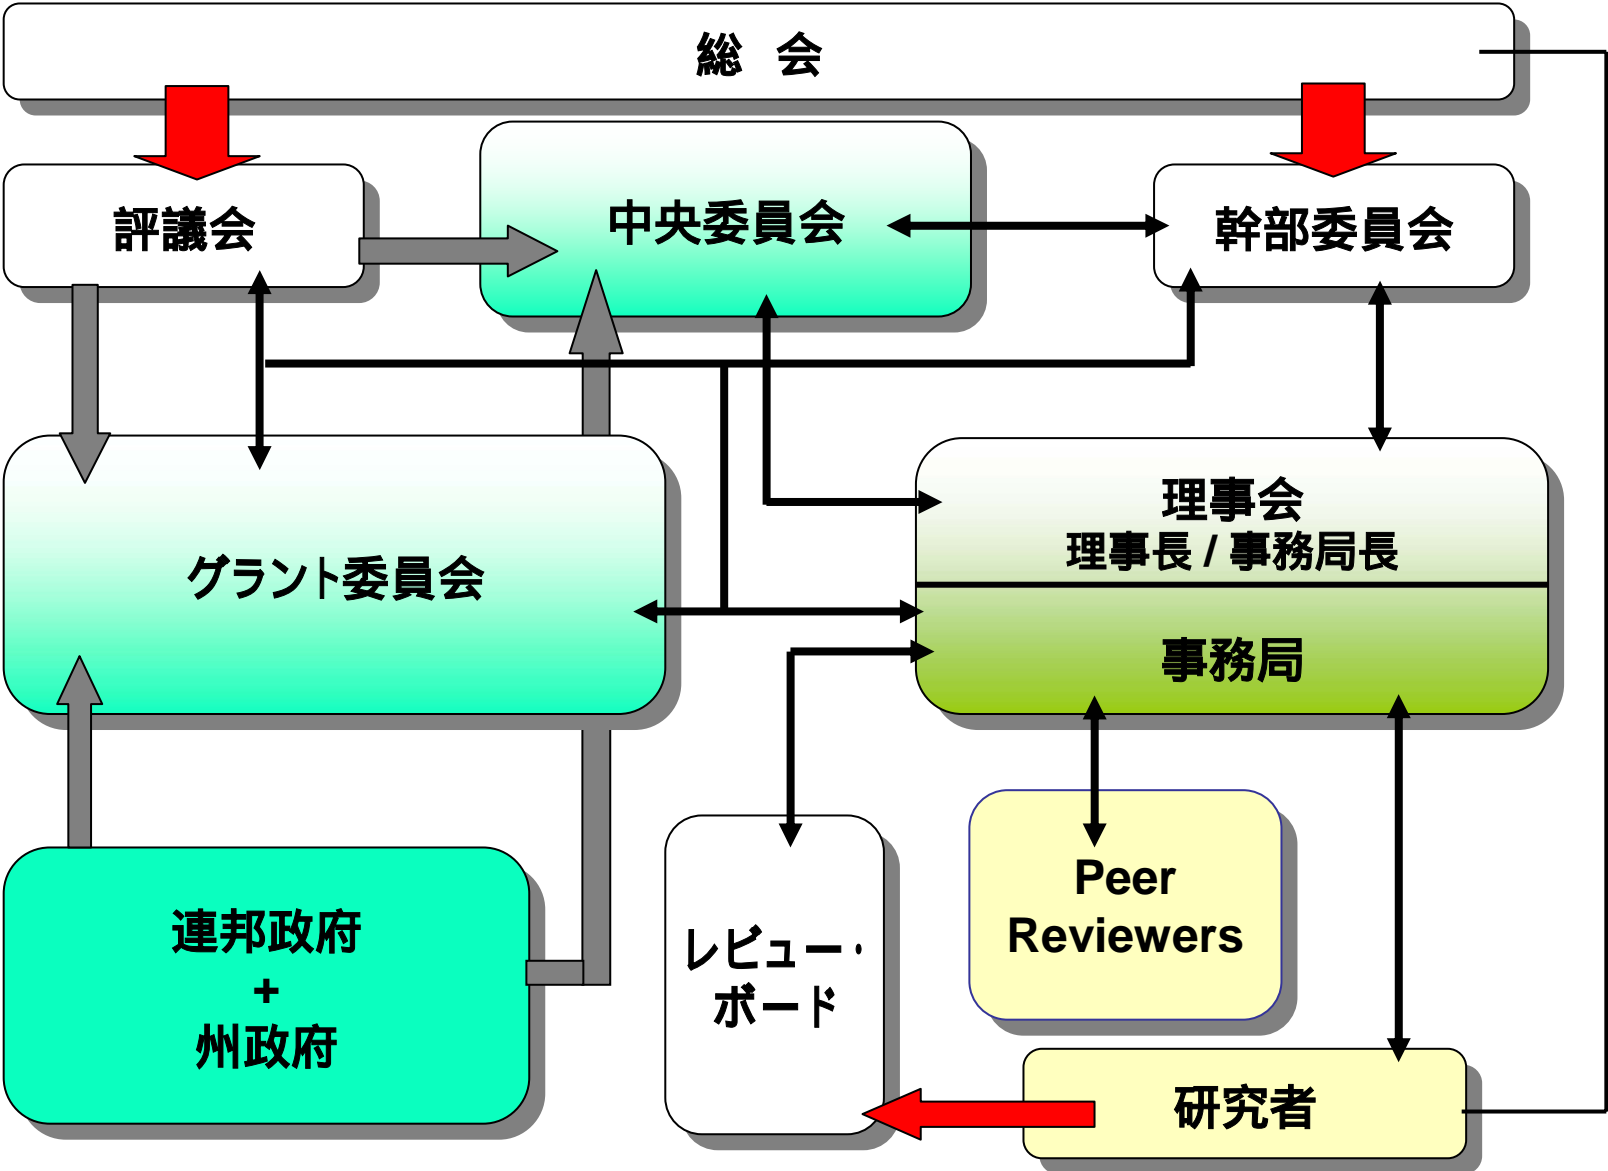 総 会
評議会
中央委員会
幹部委員会
グラント委員会
理事会
理事長 / 事務局長
事務局
連邦政府
+
州政府
レビュー・
ボード
Peer
Reviewers
研究者